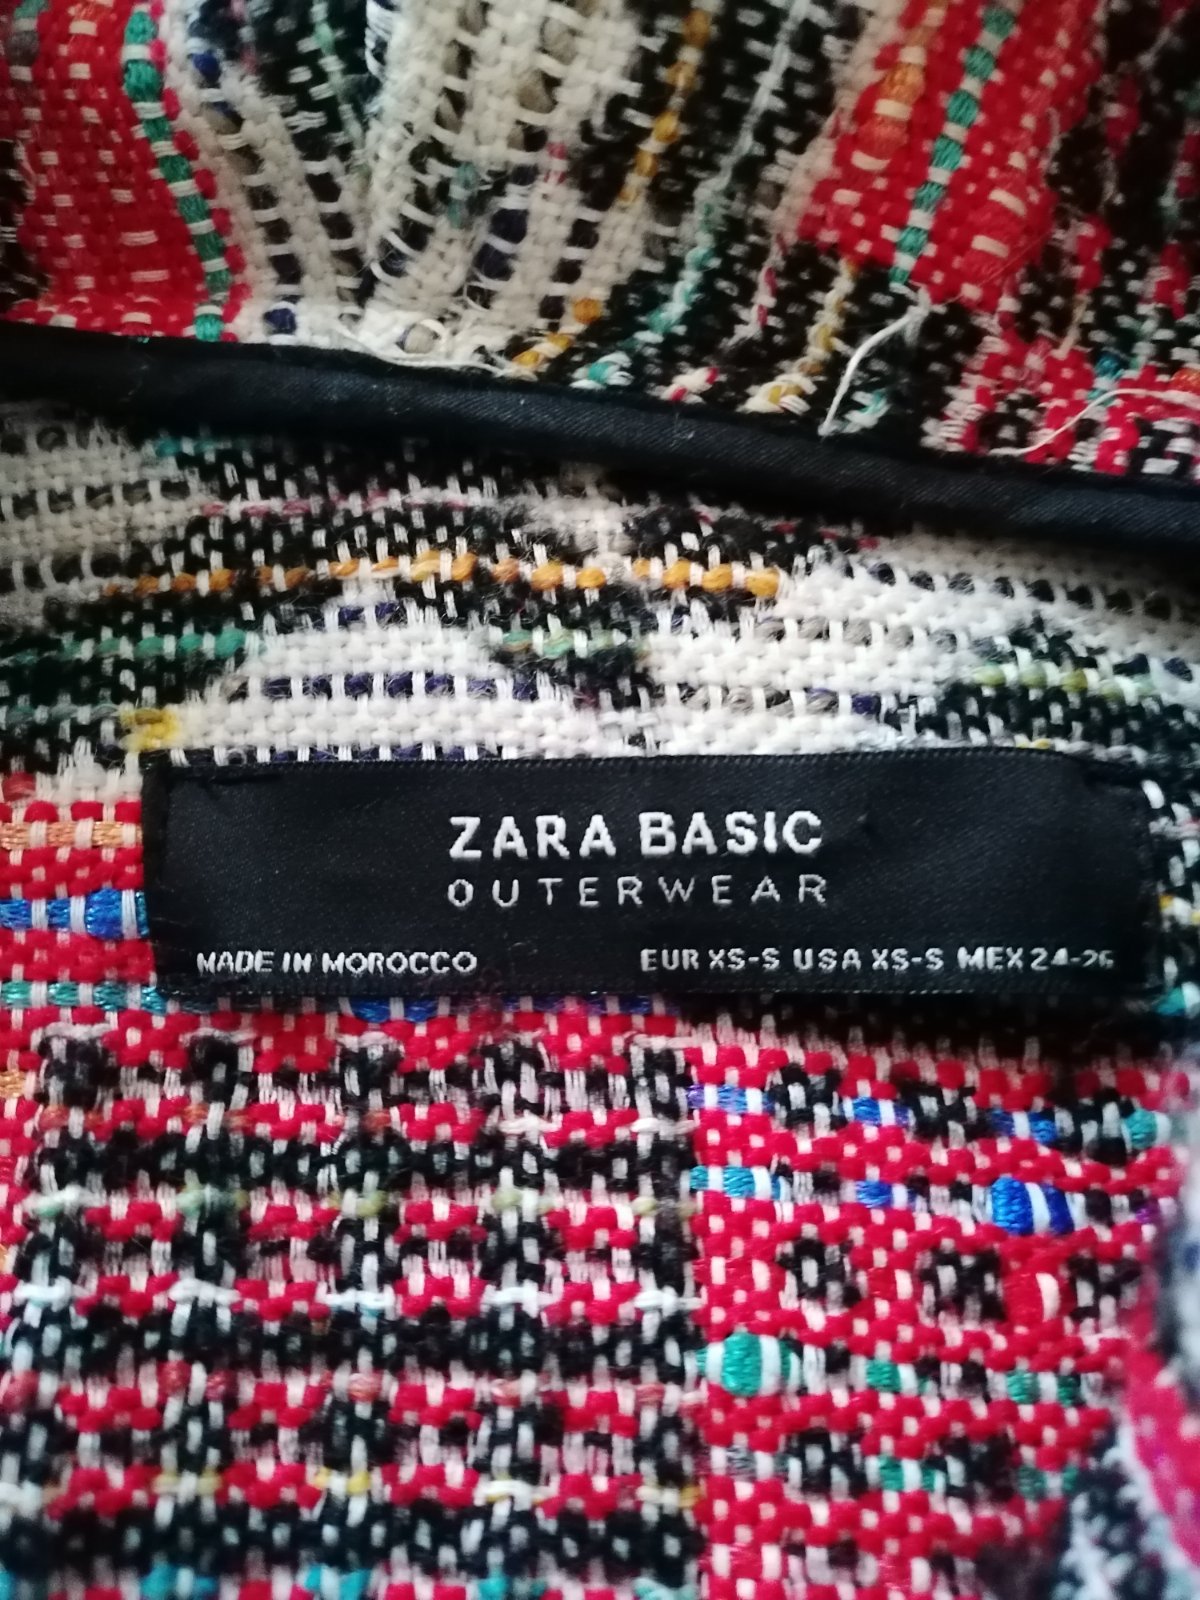 ZARA BASIC
OUTERWEAR
MADE IN MOROCCO
EUR XS-S USA XS-S MEX 24-26